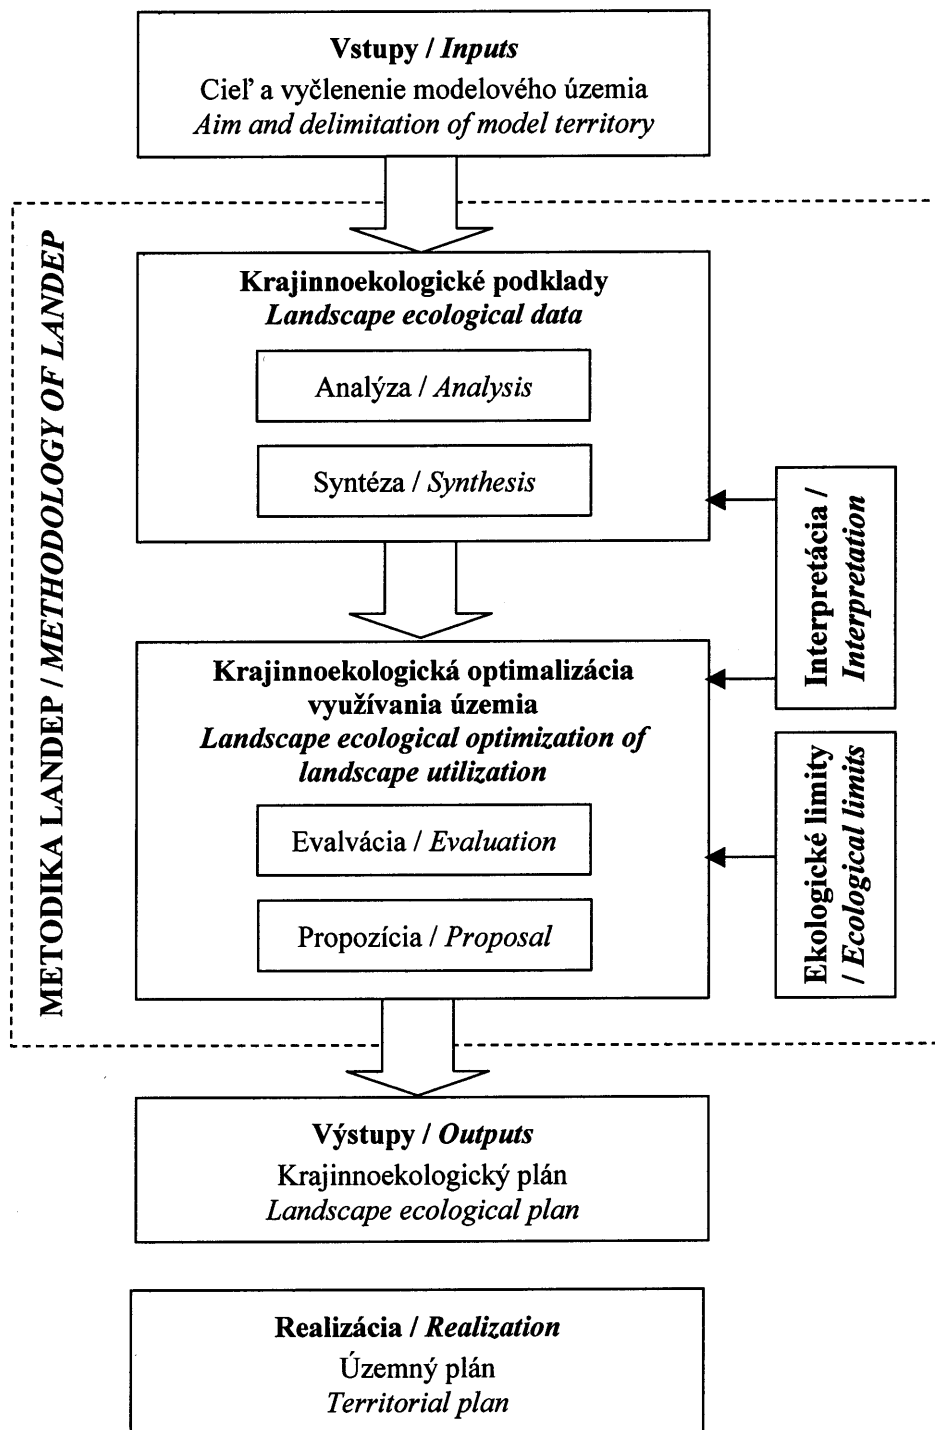 Vstupy / Inputs
Cieľ a vyčlenenie modelového územia
Aim and delimitation of model territory
METODIKA LANDEP / METHODOLOGY OF LANDEP
Krajinnoekologické podklady
Landscape ecological data
Analýza / Analysis
Syntéza / Synthesis
Interpretácia /
Interpretation
Krajinnoekologická optimalizácia
využívania územia
Landscape ecological optimization of
landscape utilization
Evalvácia / Evaluation
Propozícia / Proposal
Ekologické limity
/ Ecological limits
Výstupy / Outputs
Krajinnoekologický plán
Landscape ecological plan
Realizácia / Realization
Územný plán
Territorial plan